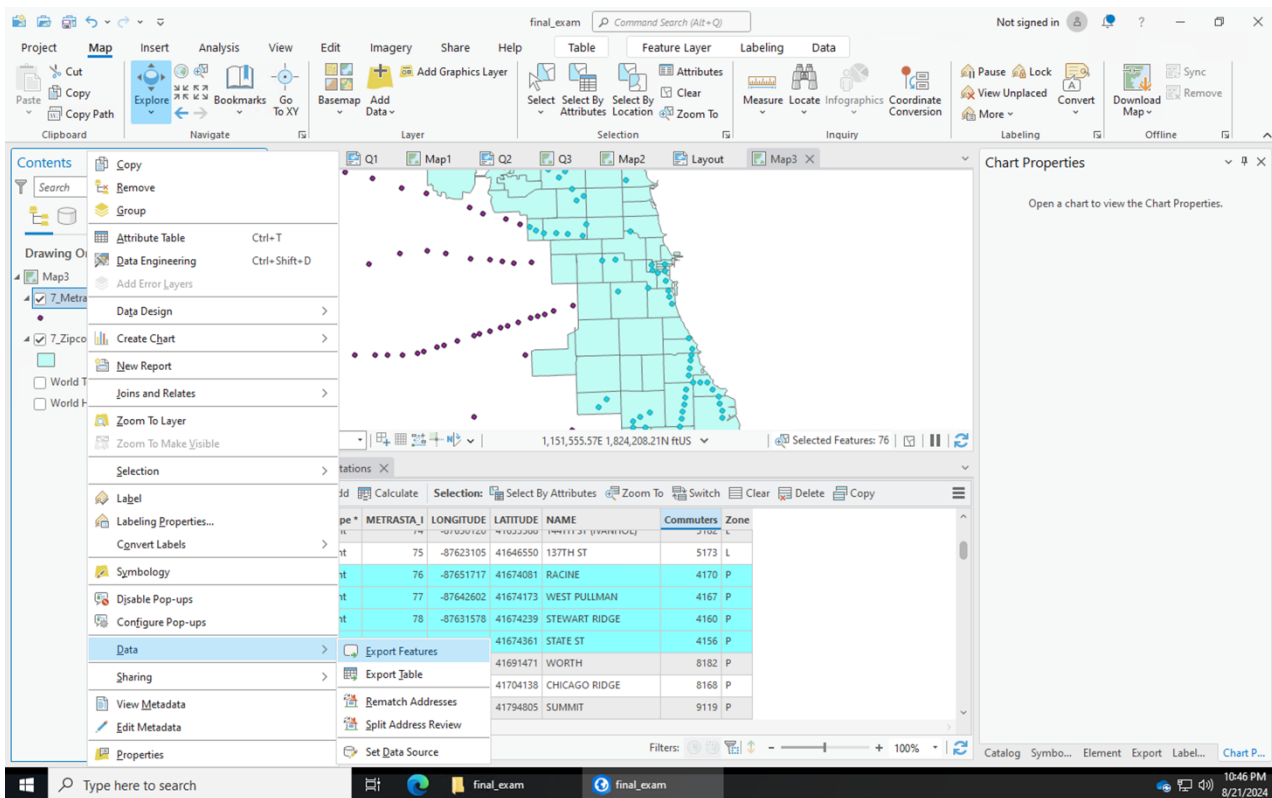 final_exam
Command Search (Alt+Q)
Not signed in
?
Project Map Insert Analysis View Edit Imagery Share Help Table Feature Layer Labeling Data
Paste
Cut
Copy
Copy Path
Clipboard
Explore
Bookmarks
Go To XY
Navigate
Basemap
Add Data
Add Graphics Layer
Layer
Select
Select By Attributes
Select By Location
Attributes
Clear
Zoom To
Selection
Measure
Locate
Infographics
Coordinate Conversion
Inquiry
Pause
Lock
View Unplaced
More
Convert
Labeling
Download Map
Sync
Remove
Offline
Contents
Search
Map3
7_Metra
7_Zipco
World T
Copy
Remove
Group
Attribute Table Ctrl+T
Data Engineering Ctrl+Shift+D
Add Error Layers
Data Design
Create Chart
New Report
Joins and Relates
Zoom To Layer
Zoom To Make Visible
Selection
Label
Labeling Properties...
Convert Labels
Symbology
Disable Pop-ups
Configure Pop-ups
Data
Sharing
View Metadata
Edit Metadata
Properties
Export Features
Export Table
Rematch Addresses
Split Address Review
Set Data Source
Q1 Map1 Q2 Q3 Map2 Layout Map3
1,151,555.57E 1,824,208.21N ftUS
Selected Features: 76
tations
Calculate Selection: Select By Attributes Zoom To Switch Clear Delete Copy
pe * METRASTA_I LONGITUDE LATITUDE NAME Commuters Zone
nt 75 -87623105 41646550 137TH ST 5173 L
nt 76 -87651717 41674081 RACINE 4170 P
nt 77 -87642602 41674173 WEST PULLMAN 4167 P
nt 78 -87631578 41674239 STEWART RIDGE 4160 P
41674361 STATE ST 4156 P
41691471 WORTH 8182 P
41704138 CHICAGO RIDGE 8168 P
41794805 SUMMIT 9119 P
Filters: - + 100%
Chart Properties
Open a chart to view the Chart Properties.
Catalog Symbo... Element Export Label... Chart P...
Type here to search
final_exam
final_exam
10:46 PM
8/21/2024